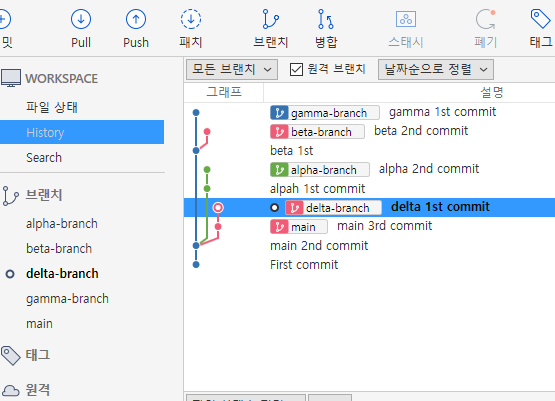 밋 Pull Push 패치 브랜치 병합 스태시 폐기 태그
모든 브랜치 원격 브랜치 날짜순으로 정렬
WORKSPACE
파일 상태
History
Search
브랜치
alpha-branch
beta-branch
delta-branch
gamma-branch
main
태그
원격
그래프 설명
gamma-branch gamma 1st commit
beta-branch beta 2nd commit
beta 1st
alpha-branch alpha 2nd commit
alpah 1st commit
delta-branch delta 1st commit
main main 3rd commit
main 2nd commit
First commit